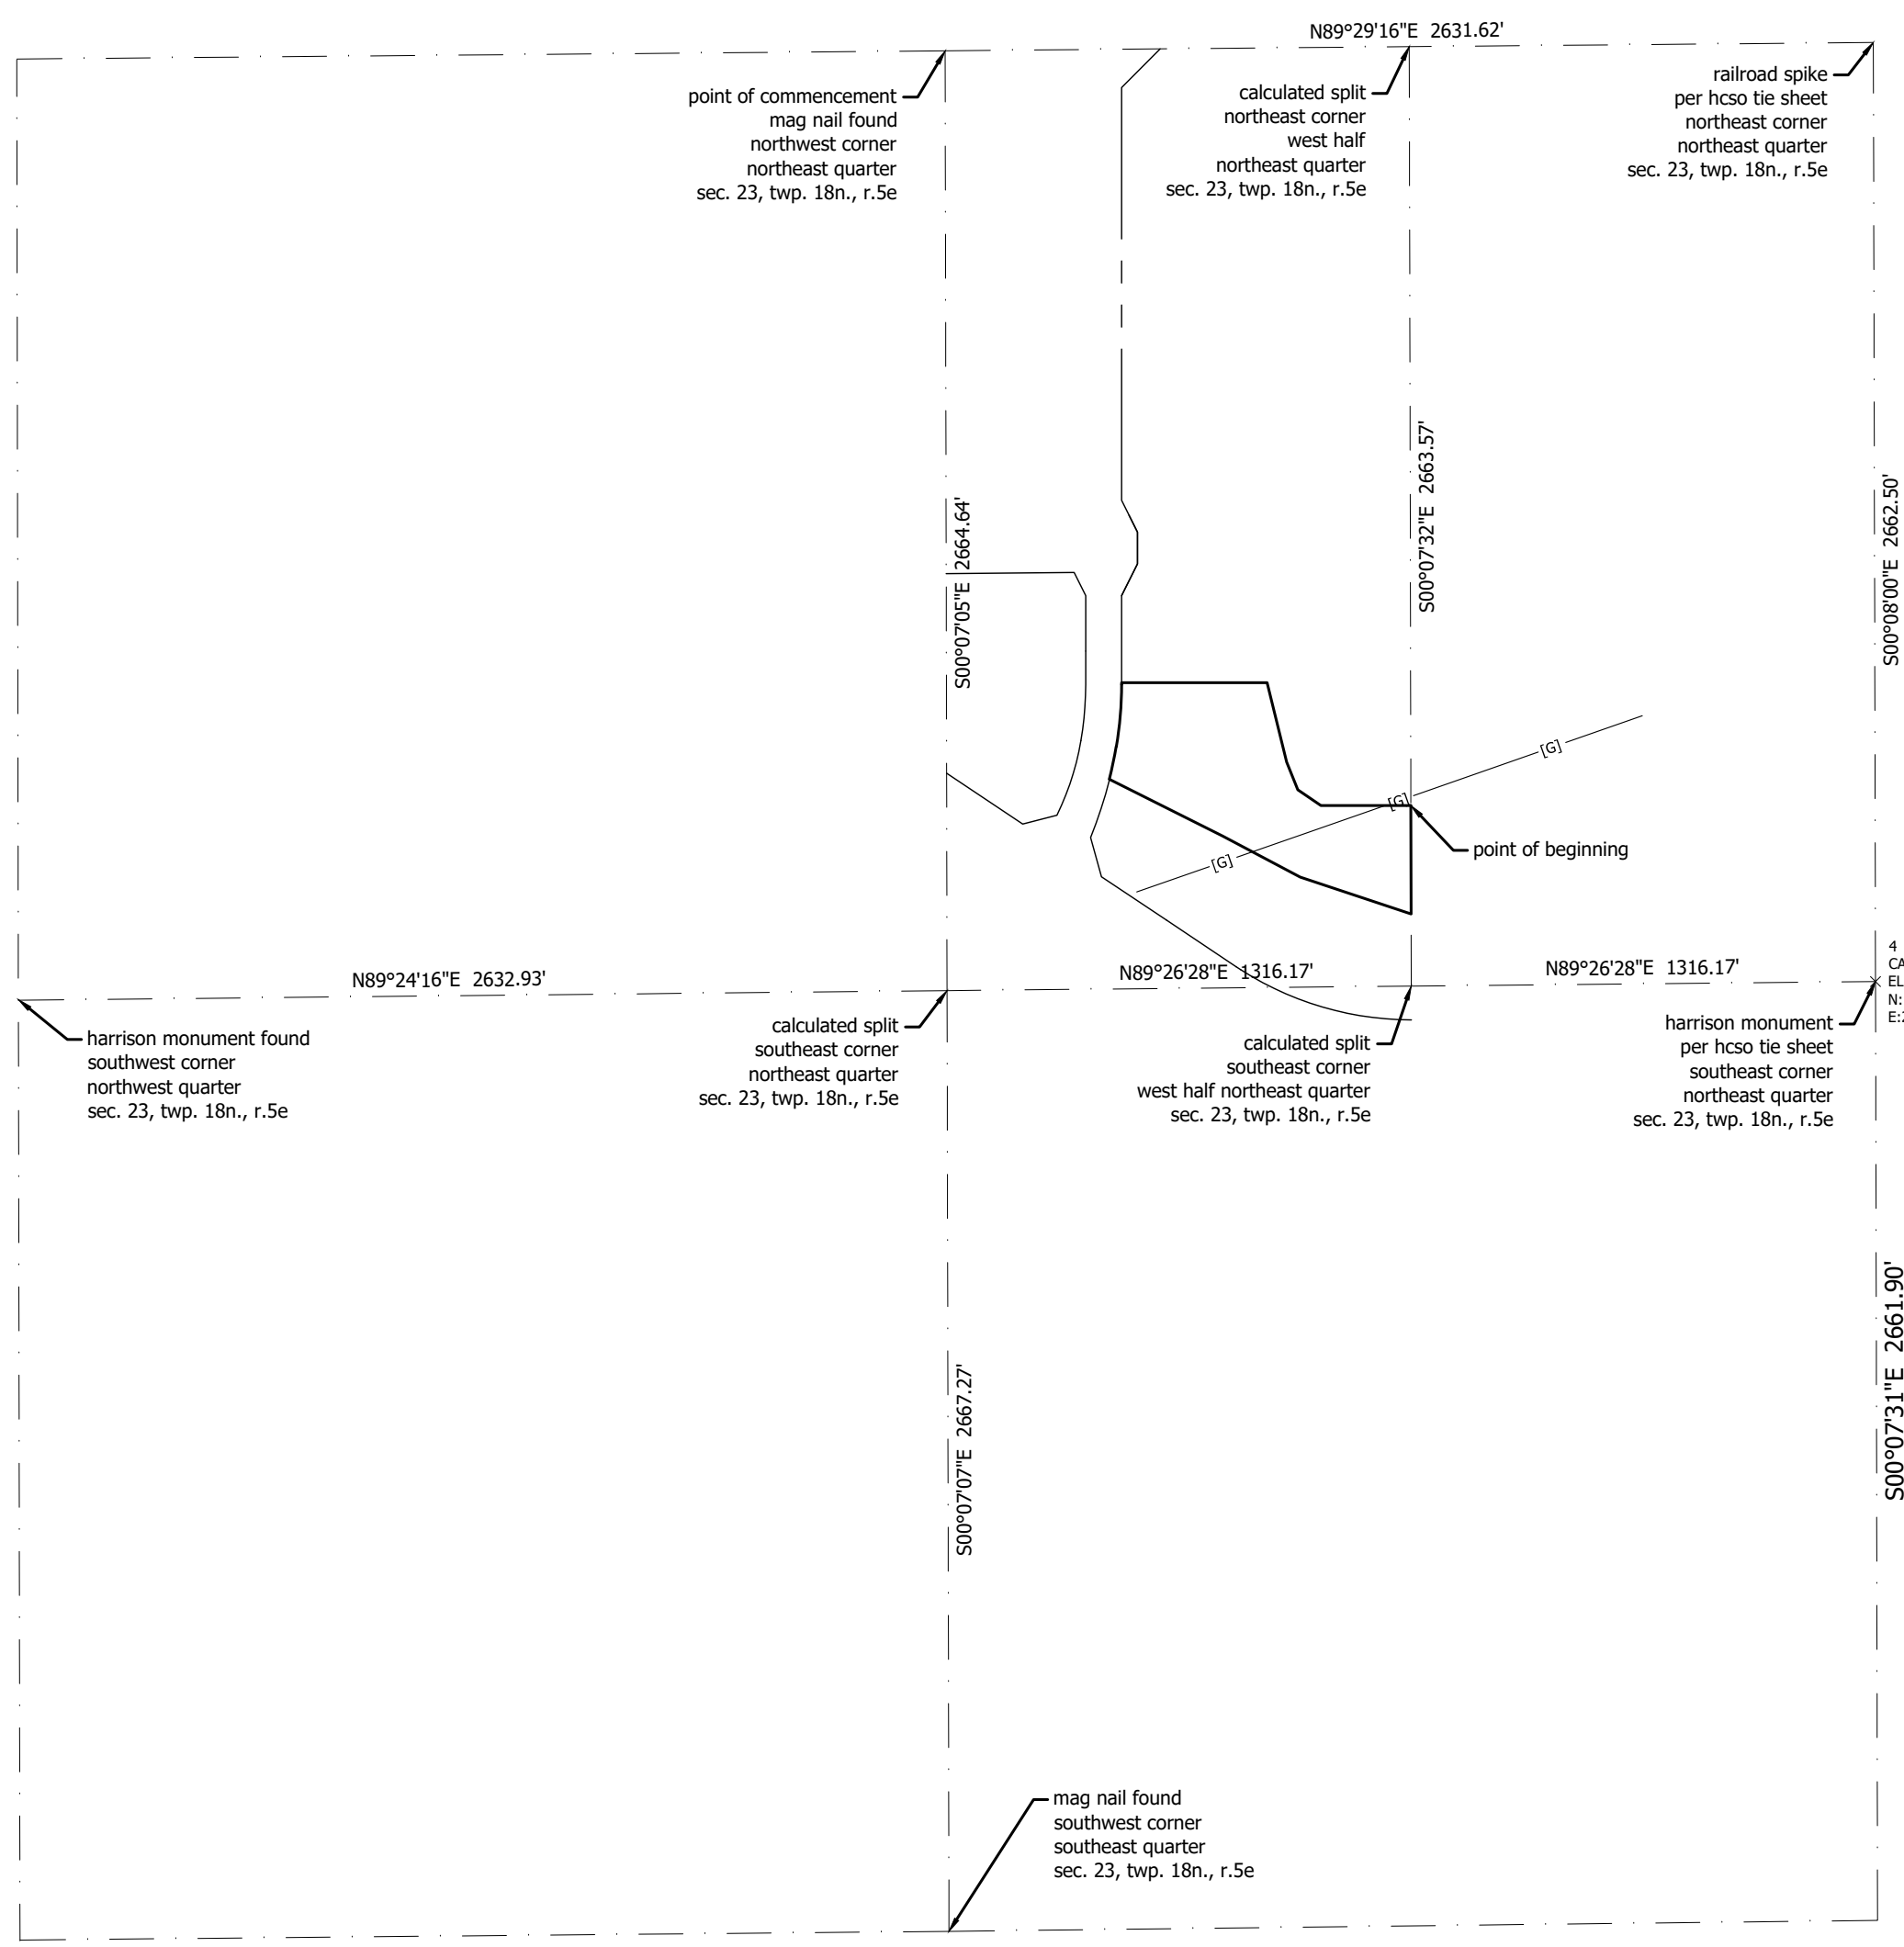 N89°29'16"E 2631.62'
point of commencement
mag nail found
northwest corner
northeast quarter
sec. 23, twp. 18n., r.5e
calculated split
northeast corner
west half
northeast quarter
sec. 23, twp. 18n., r.5e
railroad spike
per hcso tie sheet
northeast corner
northeast quarter
sec. 23, twp. 18n., r.5e
S00°07'05"E 2664.64'
S00°07'32"E 2663.57'
S00°08'00"E 2662.50'
[G]
[G]
[G]
point of beginning
N89°24'16"E 2632.93'
N89°26'28"E 1316.17'
N89°26'28"E 1316.17'
4
CA
EL
N:
E:2
harrison monument found
southwest corner
northwest quarter
sec. 23, twp. 18n., r.5e
calculated split
southeast corner
northeast quarter
sec. 23, twp. 18n., r.5e
calculated split
southeast corner
west half northeast quarter
sec. 23, twp. 18n., r.5e
harrison monument
per hcso tie sheet
southeast corner
northeast quarter
sec. 23, twp. 18n., r.5e
S00°07'07"E 2667.27'
S00°07'31"E 2661.90'
mag nail found
southwest corner
southeast quarter
sec. 23, twp. 18n., r.5e